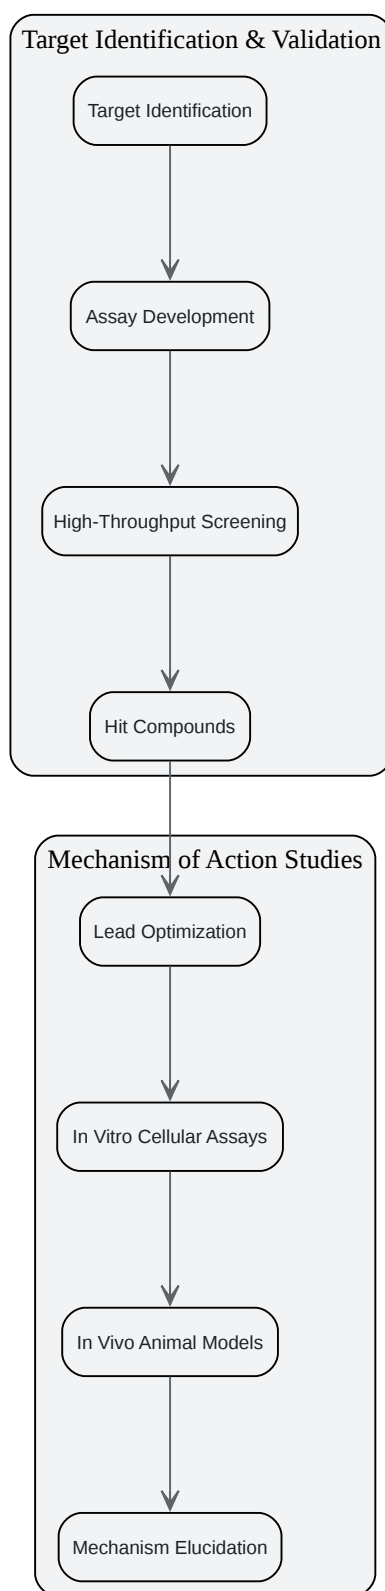 Target Identification & Validation
Target Identification
Assay Development
High-Throughput Screening
Hit Compounds
Mechanism of Action Studies
Lead Optimization
In Vitro Cellular Assays
In Vivo Animal Models
Mechanism Elucidation